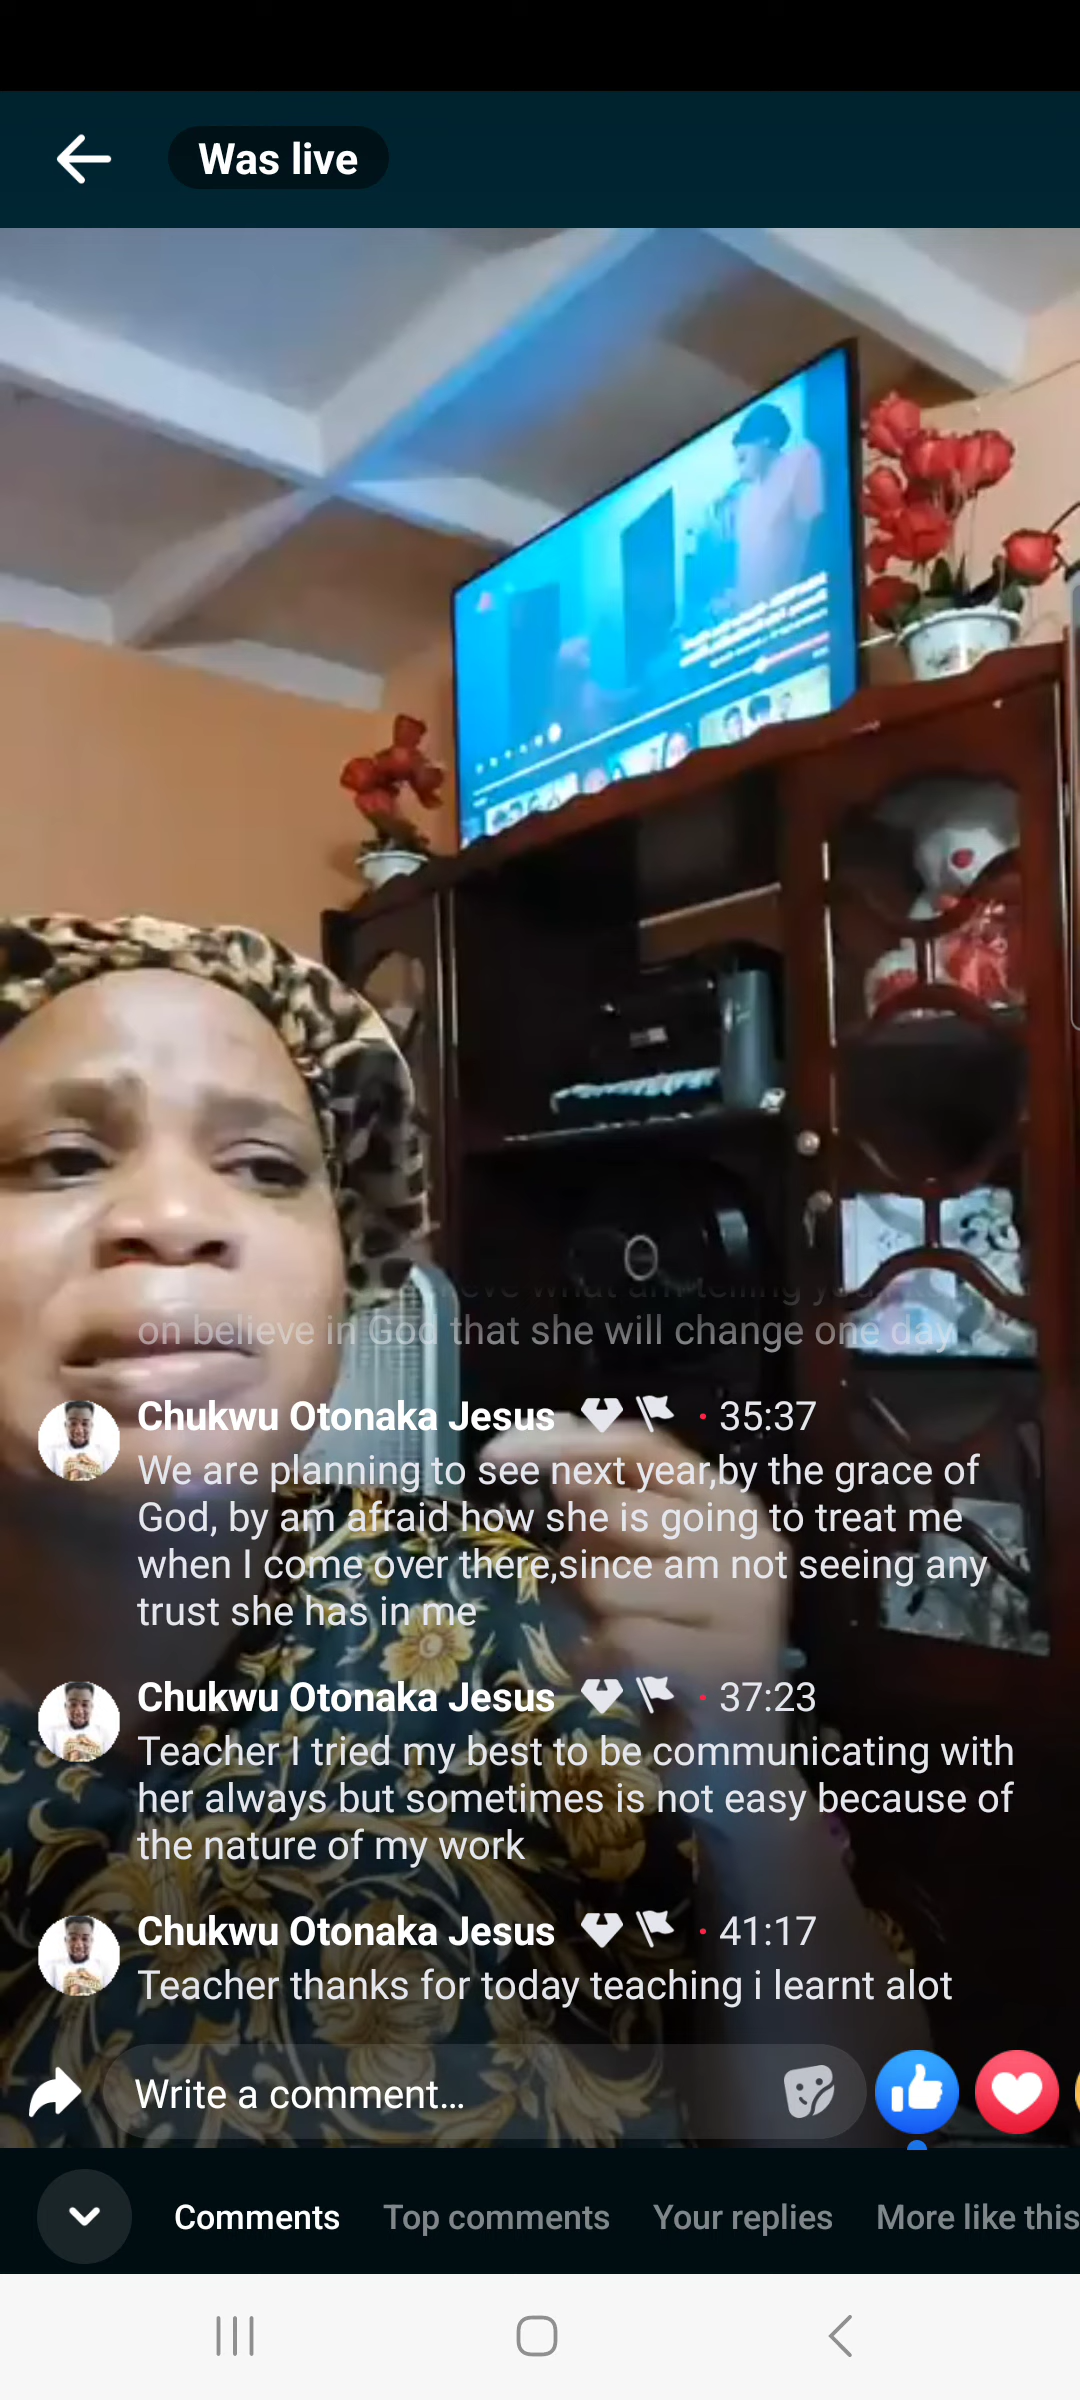 Was live
what am telling
on believe in God that she will change one day
Chukwu Otonaka Jesus · 35:37
We are planning to see next year,by the grace of
God, by am afraid how she is going to treat me
when I come over there,since am not seeing any
trust she has in me
Chukwu Otonaka Jesus · 37:23
Teacher I tried my best to be communicating with
her always but sometimes is not easy because of
the nature of my work
Chukwu Otonaka Jesus · 41:17
Teacher thanks for today teaching i learnt alot
Write a comment...
Comments Top comments Your replies More like this